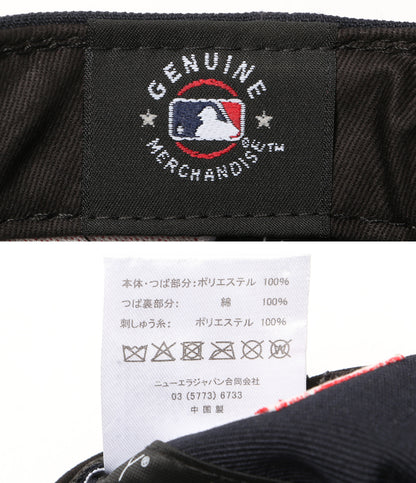 GENUINE
MERCHANDISE™
本体・つば部分：ポリエステル 100%
つば裏部分： 綿 100%
刺しゅう糸：ポリエステル 100%
ニューエラジャパン合同会社
03 (5773) 6733
中 国 製